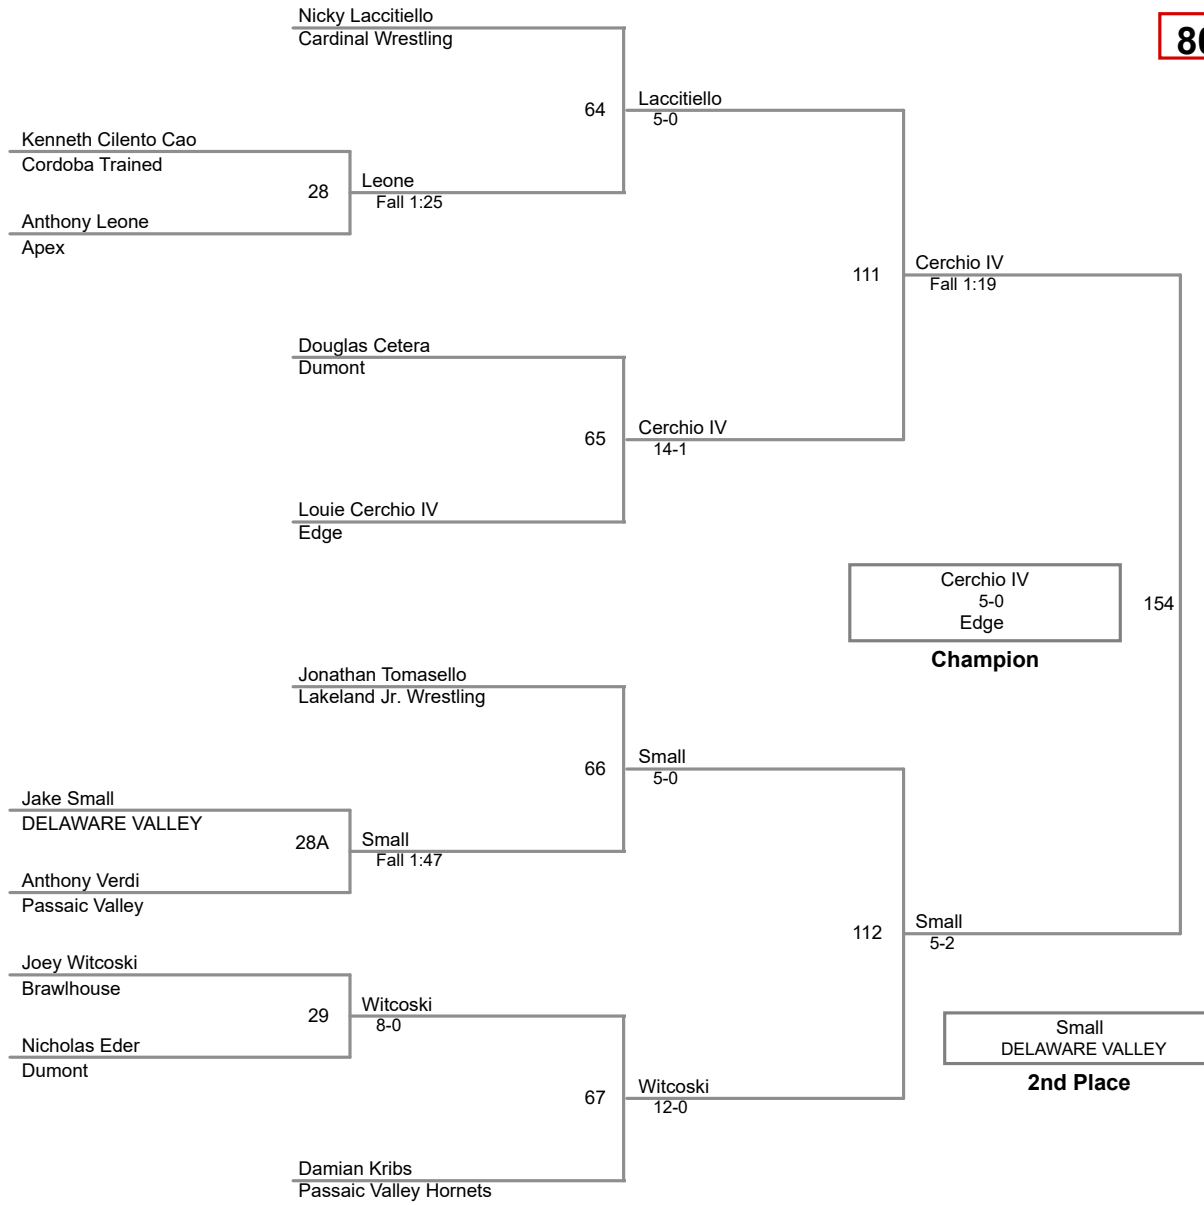 Nicky Laccitiello
Cardinal Wrestling
80
64
Laccitiello
5-0
Kenneth Cilento Cao
Cordoba Trained
28
Leone
Fall 1:25
Anthony Leone
Apex
111
Cerchio IV
Fall 1:19
Douglas Cetera
Dumont
65
Cerchio IV
14-1
Louie Cerchio IV
Edge
Cerchio IV
5-0
Edge
154
Champion
Jonathan Tomasello
Lakeland Jr. Wrestling
66
Small
5-0
Jake Small
DELAWARE VALLEY
28A
Small
Fall 1:47
Anthony Verdi
Passaic Valley
112
Small
5-2
Joey Witcoski
Brawlhouse
29
Witcoski
8-0
Nicholas Eder
Dumont
Small
DELAWARE VALLEY
2nd Place
67
Witcoski
12-0
Damian Kribs
Passaic Valley Hornets